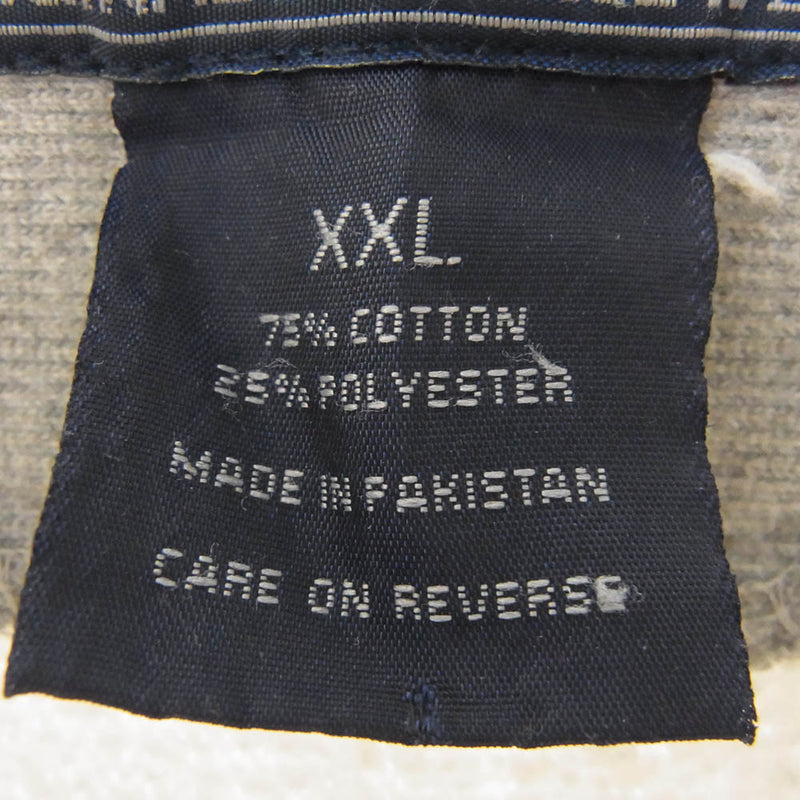 XXL
75% COTTON
25% POLYESTER
MADE IN PAKISTAN
CARE ON REVERSE